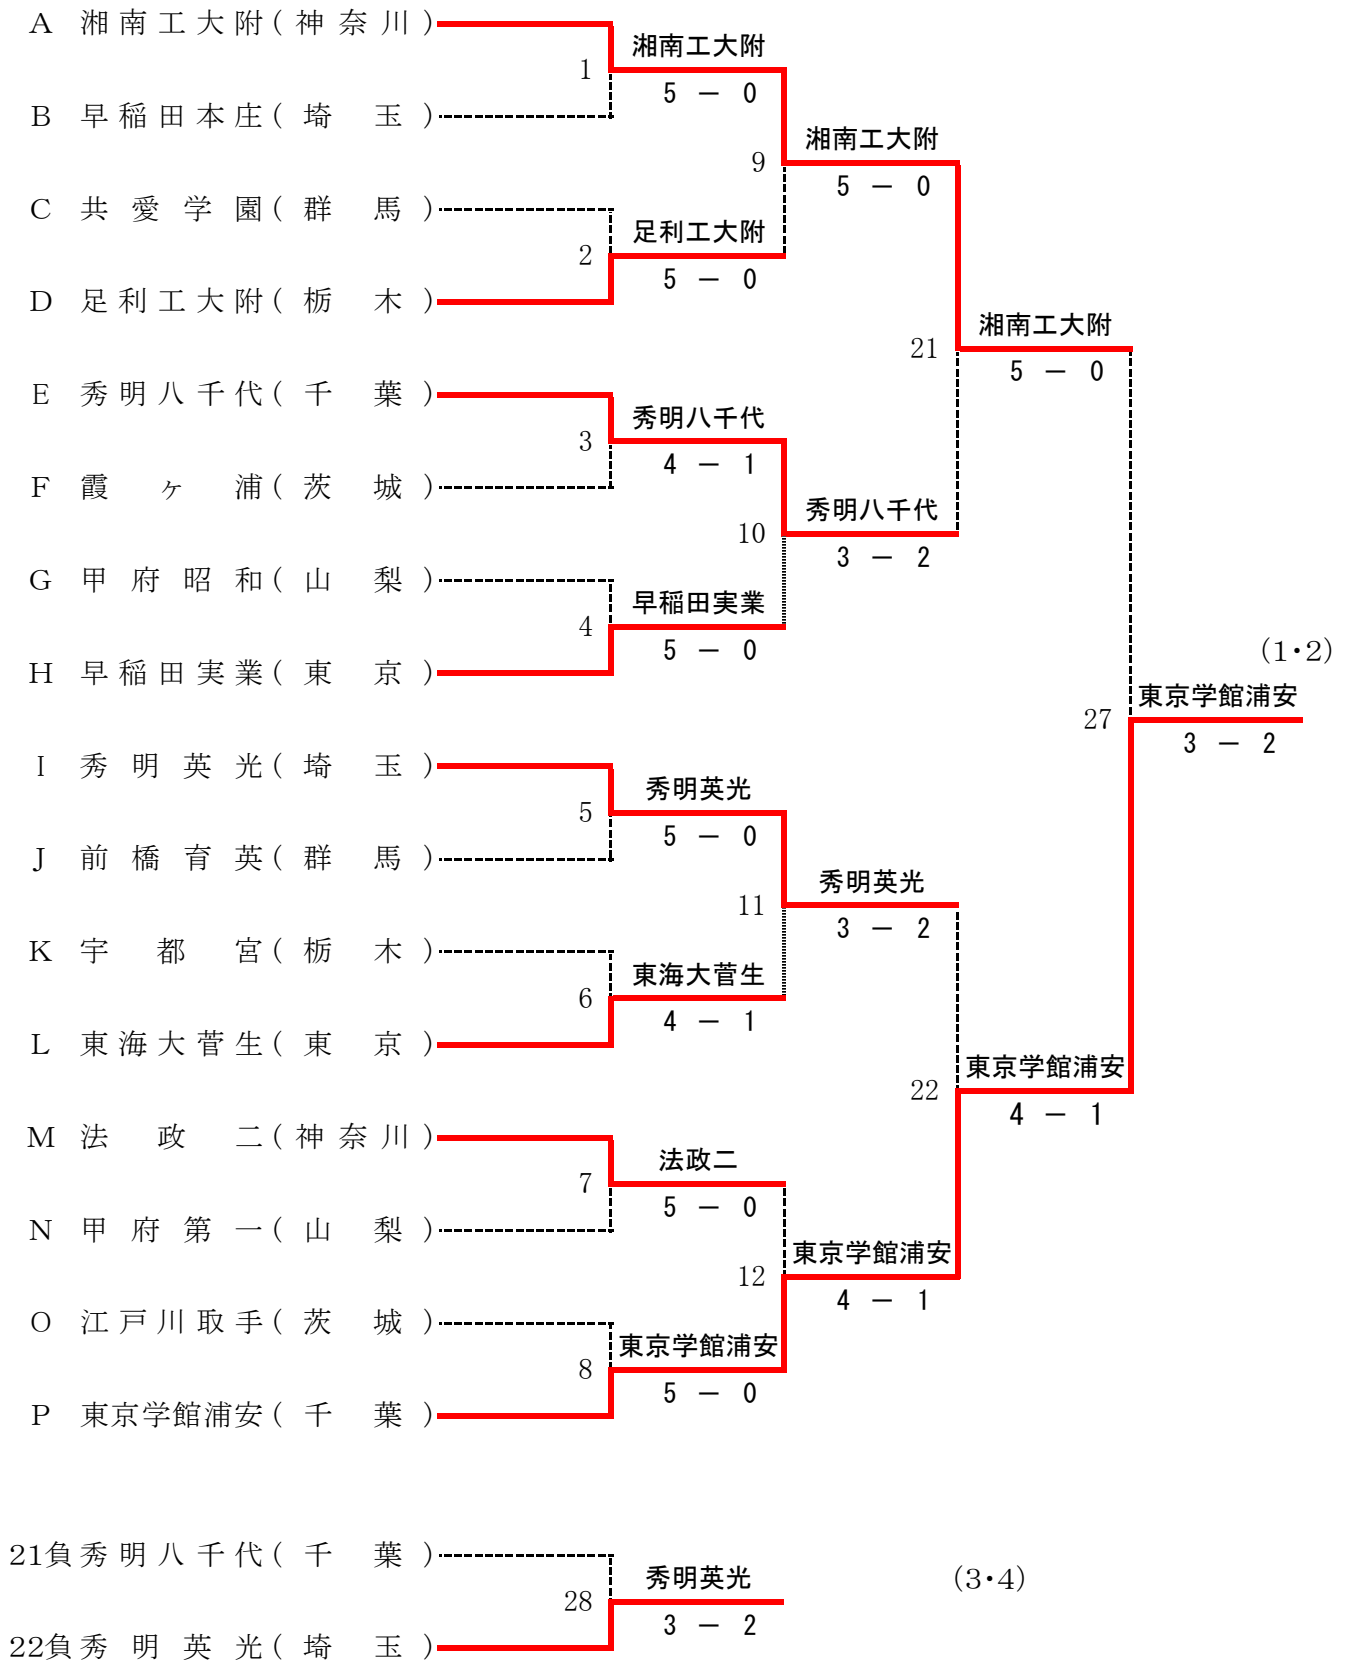 A 湘南工大附(神奈川)
湘南工大附
1
5 － 0
B 早稲田本庄(埼 玉)
湘南工大附
9
5 － 0
C 共愛学園(群 馬)
足利工大附
2
5 － 0
D 足利工大附(栃 木)
湘南工大附
21
5 － 0
E 秀明八千代(千 葉)
秀明八千代
3
4 － 1
F 霞ヶ浦(茨 城)
秀明八千代
10
3 － 2
G 甲府昭和(山 梨)
早稲田実業
4
5 － 0
H 早稲田実業(東 京)
(1・2)
東京学館浦安
27
3 － 2
I 秀明英光(埼 玉)
秀明英光
5
5 － 0
J 前橋育英(群 馬)
秀明英光
11
3 － 2
K 宇都宮(栃 木)
東海大菅生
6
4 － 1
L 東海大菅生(東 京)
東京学館浦安
22
4 － 1
M 法政二(神奈川)
法政二
7
5 － 0
N 甲府第一(山 梨)
東京学館浦安
12
4 － 1
O 江戸川取手(茨 城)
東京学館浦安
8
5 － 0
P 東京学館浦安(千 葉)
21負 秀明八千代(千 葉)
秀明英光
(3・4)
28
3 － 2
22負 秀明英光(埼 玉)